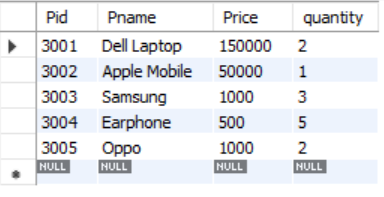 Pid Pname Price quantity
3001 Dell Laptop 150000 2
3002 Apple Mobile 50000 1
3003 Samsung 1000 3
3004 Earphone 500 5
3005 Oppo 1000 2
NULL NULL NULL NULL